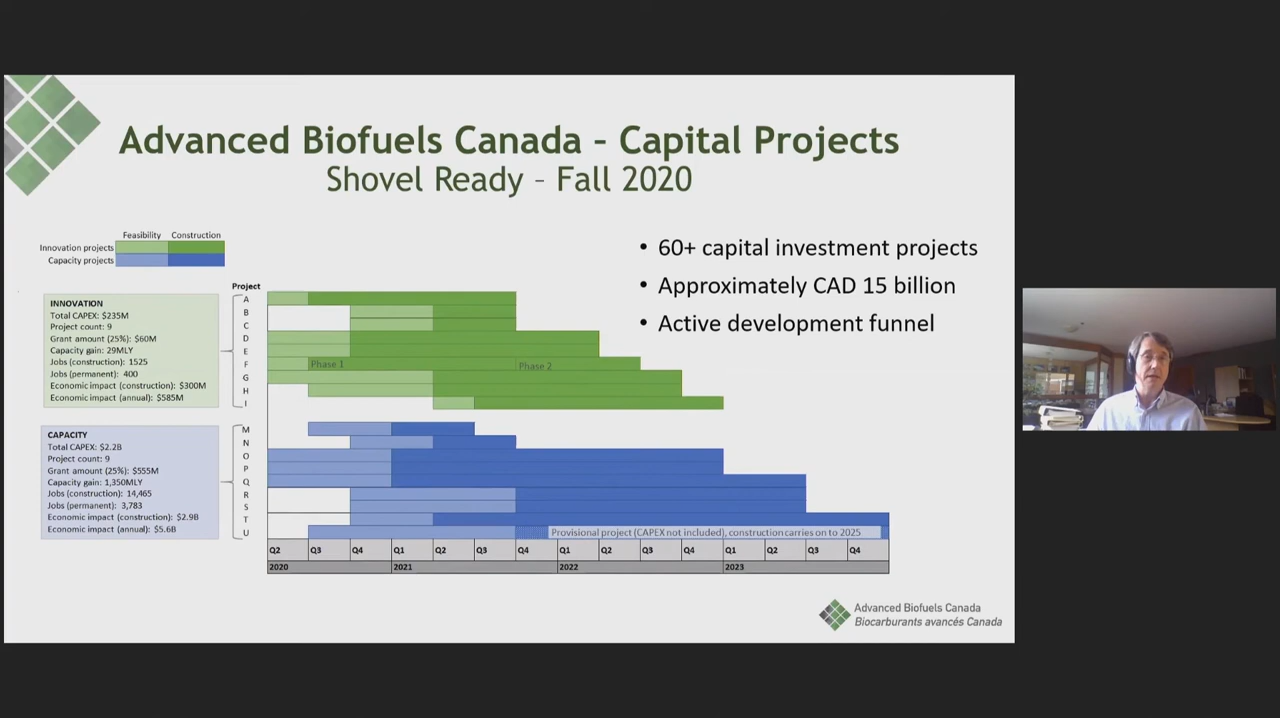 Advanced Biofuels Canada – Capital Projects
Shovel Ready – Fall 2020
Feasibility Construction
Innovation projects
Capacity projects
• 60+ capital investment projects
• Approximately CAD 15 billion
• Active development funnel
Project
INNOVATION
Total CAPEX: $235M
Project count: 9
Grant amount (25%): $60M
Capacity gain: 29MLY
Jobs (construction): 1525
Jobs (permanent: 400
Economic impact (construction): $300M
Economic impact (annual): $585M
A
B
C
D
E
F Phase 1 Phase 2
G
H
I
CAPACITY
Total CAPEX: $2.2B
Project count: 9
Grant amount (25%): $555M
Capacity gain: 1,350MLY
Jobs (construction): 14,465
Jobs (permanent): 3,783
Economic impact (construction): $2.9B
Economic impact (annual): $5.6B
M
N
O
P
Q
R
S
T
U Provisional project (CAPEX not included), construction carries on to 2025
Q2 Q3 Q4 Q1 Q2 Q3 Q4 Q1 Q2 Q3 Q4 Q1 Q2 Q3 Q4
2020 2021 2022 2023
Advanced Biofuels Canada
Biocarburants avancés Canada